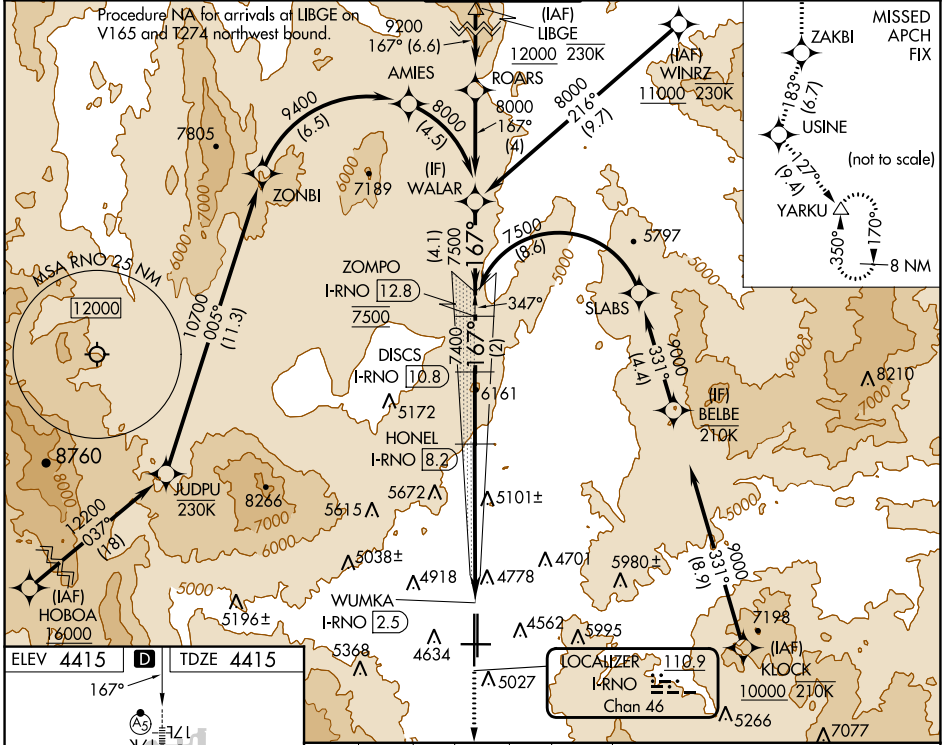 Procedure NA for arrivals at LIBGE on
V165 and T274 northwest bound.
9200
167° (6.6)
(IAF)
LIBGE
12000 230K
(IAF)
WINRZ
11000 230K
MISSED
APCH
FIX
ZAKBI
183°
(6.7)
USINE
127°
(9.4)
(not to scale)
YARKU
350°
170°
8 NM
AMIES
ROARS
8000
167°
(4)
8000
216°
(9.7)
9400
(6.5)
8000
(4.5)
7805
7000
(IF)
WALAR
ZONBI
7189
MSA RNO 25 NM
12000
10700
005°
(11.3)
(4.1)
7500
167°
7500
(8.6)
5797
5000
ZOMPO
I-RNO 12.8
7500
347°
SLABS
6000
7400
167°
(2)
DISCS
I-RNO 10.8
5172
6161
9000
331°
(4.4)
(IF)
BELBE
210K
8210
7000
HONEL
I-RNO 8.2
8760
8000
JUDPU
230K
8266
7000
6000
5615
5672
5101±
5000
12200
037°
(18)
(IAF)
HOBOA
16000
5000
5196±
5038±
4918
4778
4701
5980±
9000
331°
(8.9)
WUMKA
I-RNO 2.5
4634
4562
5995
7198
(IAF)
KLOCK
10000 210K
5368
5027
LOCALIZER 110.9
I-RNO
Chan 46
5266
7077
ELEV 4415 D TDZE 4415
167°
A5
17L